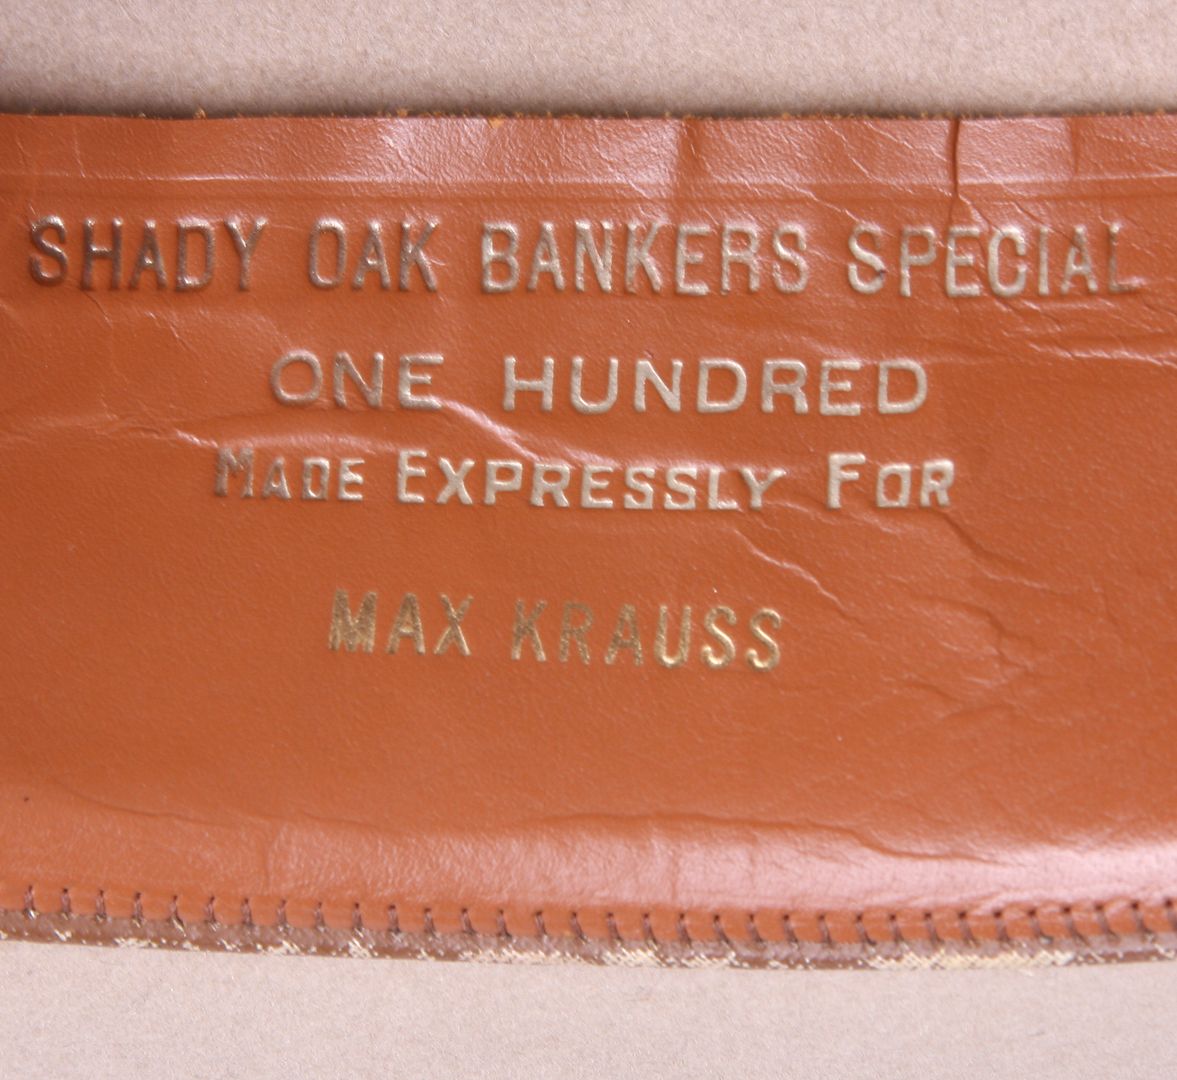 SHADY OAK BANKERS SPECIAL
ONE HUNDRED
MADE EXPRESSLY FOR
MAX KRAUSS